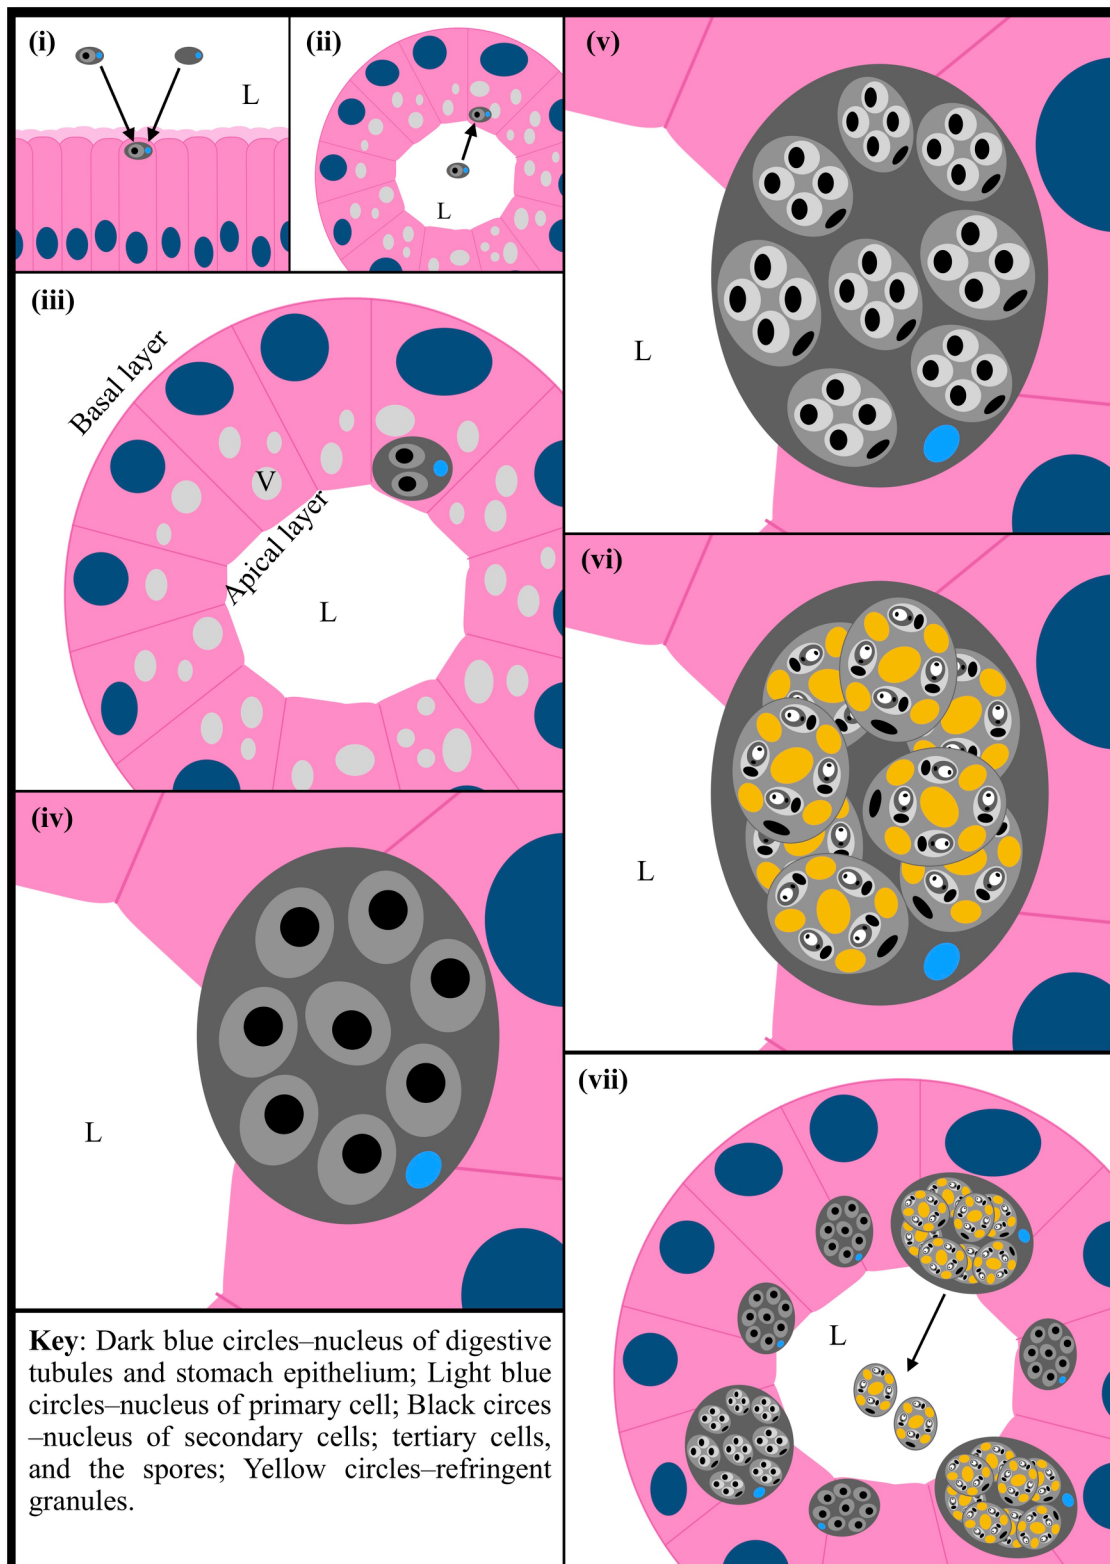 (i)
L
(ii)
L
(iii)
Basal layer
V
Apical layer
L
(iv)
L
Key: Dark blue circles–nucleus of digestive
tubules and stomach epithelium; Light blue
circles–nucleus of primary cell; Black circes
–nucleus of secondary cells; tertiary cells,
and the spores; Yellow circles–refringent
granules.
(v)
L
(vi)
L
(vii)
L